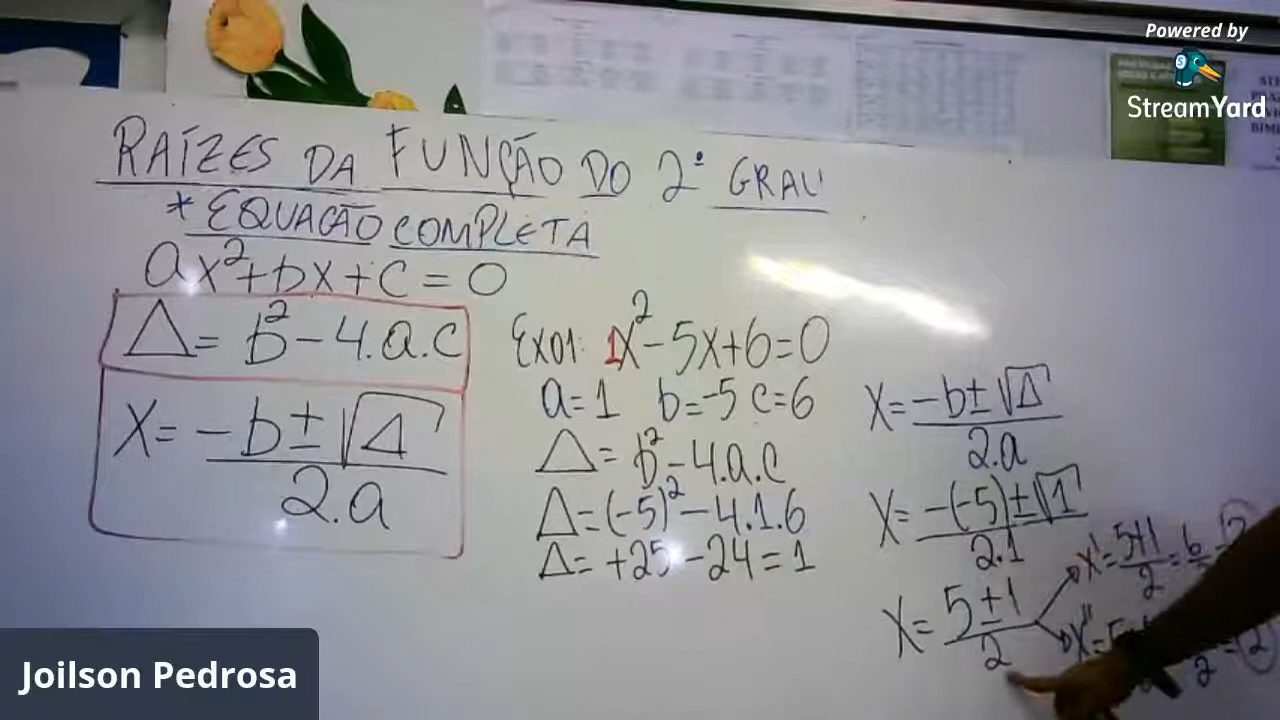 Powered by
StreamYard
RAÍZES DA FUNÇÃO DO 2º GRAU
* EQUAÇÃO COMPLETA
ax²+bx+c=0
Δ= b²-4.a.c
X= -b±√Δ / 2.a
Ex01: 1x²-5x+6=0
a=1 b=-5 c=6
Δ= b²-4.a.c
Δ=(-5)²-4.1.6
Δ=+25-24=1
X= -b±√Δ / 2.a
X= -(-5)±√1 / 2.1
X= 5±1 / 2
x'= 5+1 / 2 = 6
x''= 5 / 2 = 2
Joilson Pedrosa